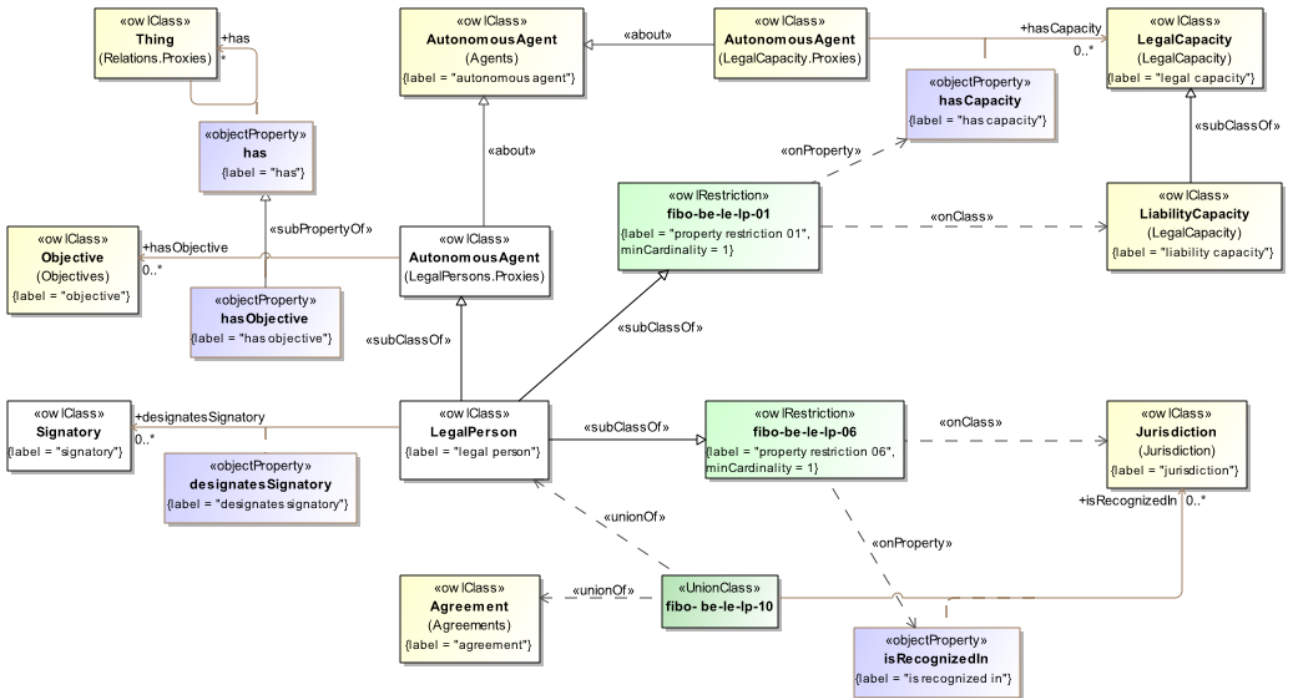 «owlClass»
Thing
(Relations.Proxies)
+has
*
«owlClass»
AutonomousAgent
(Agents)
{label = "autonomous agent"}
«about»
«owlClass»
AutonomousAgent
(LegalCapacity.Proxies)
+hasCapacity
0..*
«owlClass»
LegalCapacity
(LegalCapacity)
{label = "legal capacity"}
«objectProperty»
hasCapacity
{label = "has capacity"}
«objectProperty»
has
{label = "has"}
«about»
«onProperty»
«subClassOf»
«owlRestriction»
fibo-be-le-lp-01
{label = "property restriction 01",
minCardinality = 1}
«onClass»
«owlClass»
LiabilityCapacity
(LegalCapacity)
{label = "liability capacity"}
«subPropertyOf»
«owlClass»
Objective
(Objectives)
{label = "objective"}
+hasObjective
0..*
«owlClass»
AutonomousAgent
(LegalPersons.Proxies)
«objectProperty»
hasObjective
{label = "has objective"}
«subClassOf»
«subClassOf»
«owlClass»
Signatory
{label = "signatory"}
+designatesSignatory
0..*
«owlClass»
LegalPerson
{label = "legal person"}
«subClassOf»
«owlRestriction»
fibo-be-le-lp-06
{label = "property restriction 06",
minCardinality = 1}
«onClass»
«owlClass»
Jurisdiction
(Jurisdiction)
{label = "jurisdiction"}
«objectProperty»
designatesSignatory
{label = "designates signatory"}
+isRecognizedIn
0..*
«unionOf»
«onProperty»
«owlClass»
Agreement
(Agreements)
{label = "agreement"}
«unionOf»
«UnionClass»
fibo- be-le-lp-10
«objectProperty»
isRecognizedIn
{label = "is recognized in"}